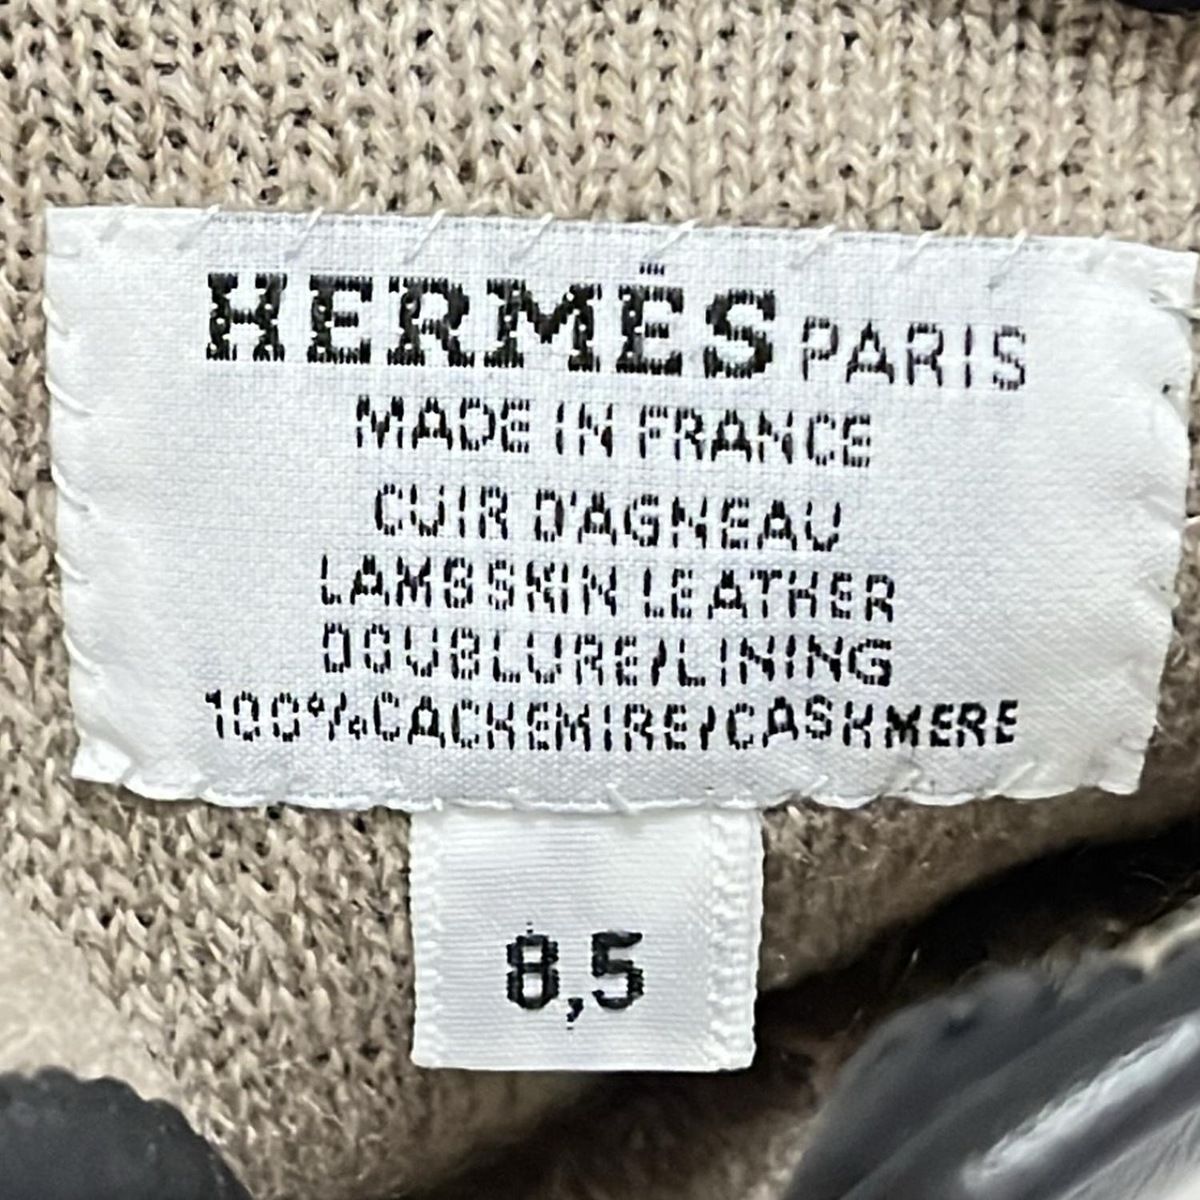 HERMÈS PARIS
MADE IN FRANCE
CUIR D'AGNEAU
LAMBSKIN LEATHER
DOUBLURE/LINING
100%CACHEMIRE/CASHMERE
8,5